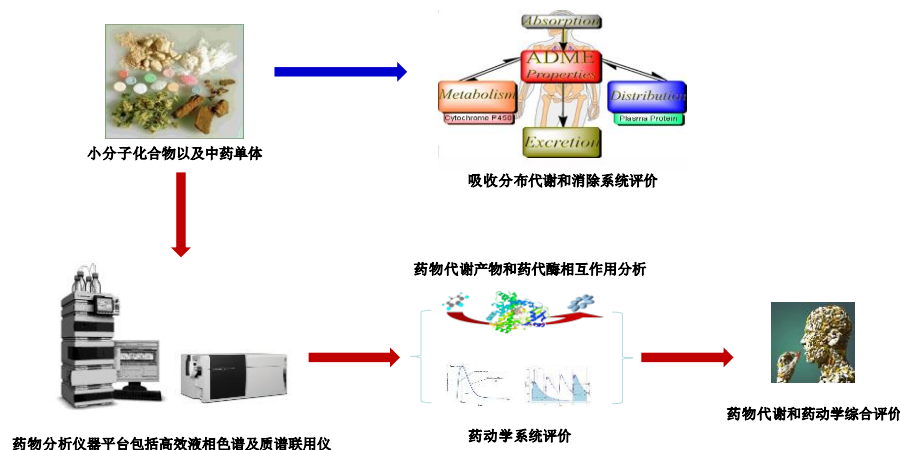 Absorption
ADME
Properties
Metabolism
Distribution
Cytochrome P450
Plasma Protein
Excretion
小分子化合物以及中药单体
吸收分布代谢和消除系统评价
药物代谢产物和药代酶相互作用分析
药物代谢和药动学综合评价
药动学系统评价
药物分析仪器平台包括高效液相色谱及质谱联用仪